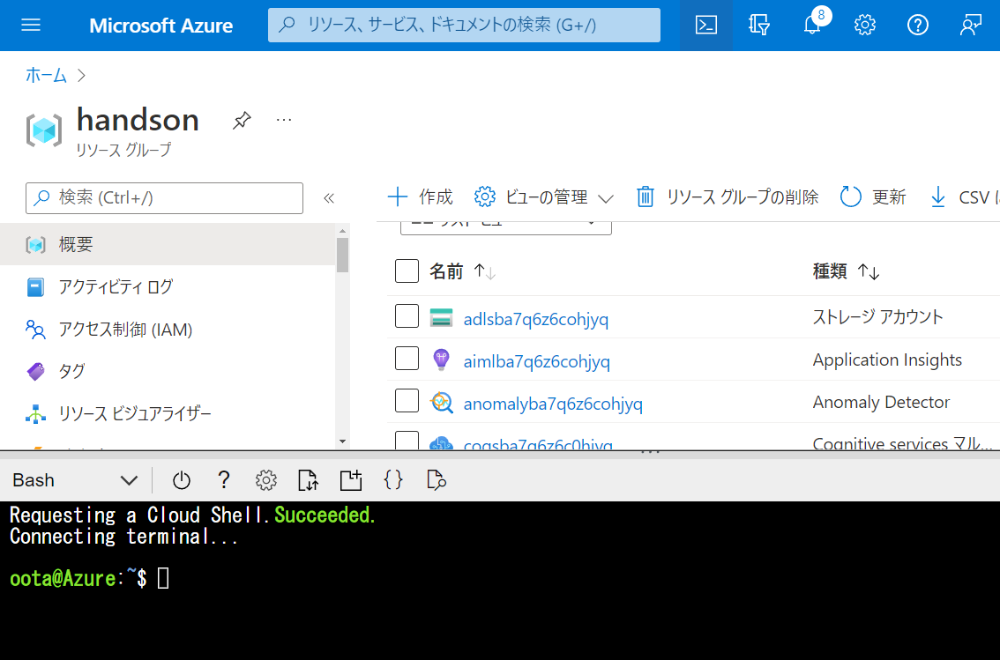 Microsoft Azure
リソース、サービス、ドキュメントの検索 (G+/)
8
ホーム
handson
リソース グループ
検索 (Ctrl+/)
作成 ビューの管理 リソース グループの削除 更新 CSV
概要
アクティビティ ログ
アクセス制御 (IAM)
タグ
リソース ビジュアライザー
名前 種類
adlsba7q6z6cohjyq ストレージ アカウント
aimlba7q6z6cohjyq Application Insights
anomalyba7q6z6cohjyq Anomaly Detector
cogsba7q6z6c0hjyq Cognitive services マル...
Bash
Requesting a Cloud Shell.Succeeded.
Connecting terminal...
oota@Azure:~$